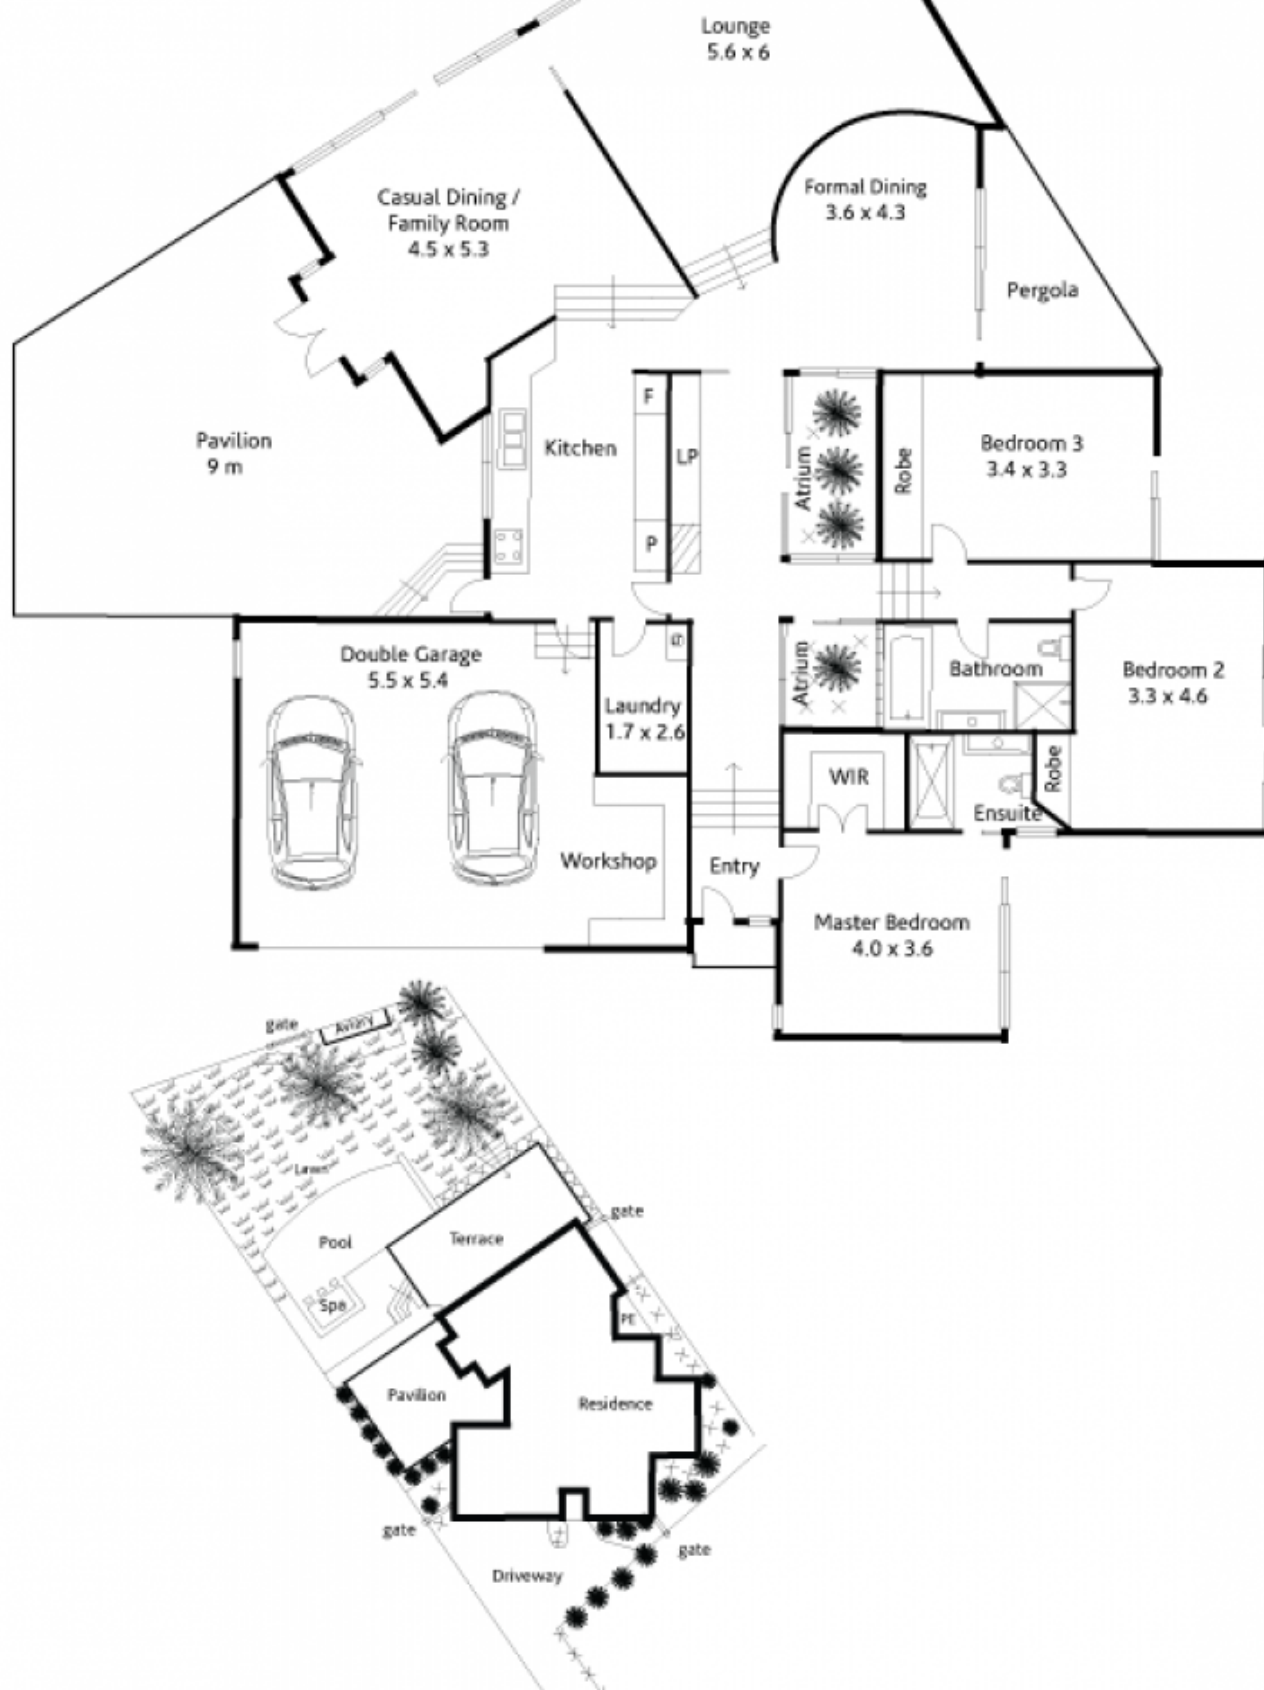 Lounge
5.6 x 6
Formal Dining
3.6 x 4.3
Casual Dining /
Family Room
4.5 x 5.3
Pergola
F
Kitchen
LP
Atrium
Robe
Bedroom 3
3.4 x 3.3
Pavilion
9 m
P
Double Garage
5.5 x 5.4
Laundry
1.7 x 2.6
Atrium
Bathroom
Bedroom 2
3.3 x 4.6
WIR
Robe
Ensuite
Workshop
Entry
Master Bedroom
4.0 x 3.6
gate
Aviary
Lawn
gate
Terrace
Pool
Spa
PE
Pavilion
Residence
gate
gate
Driveway